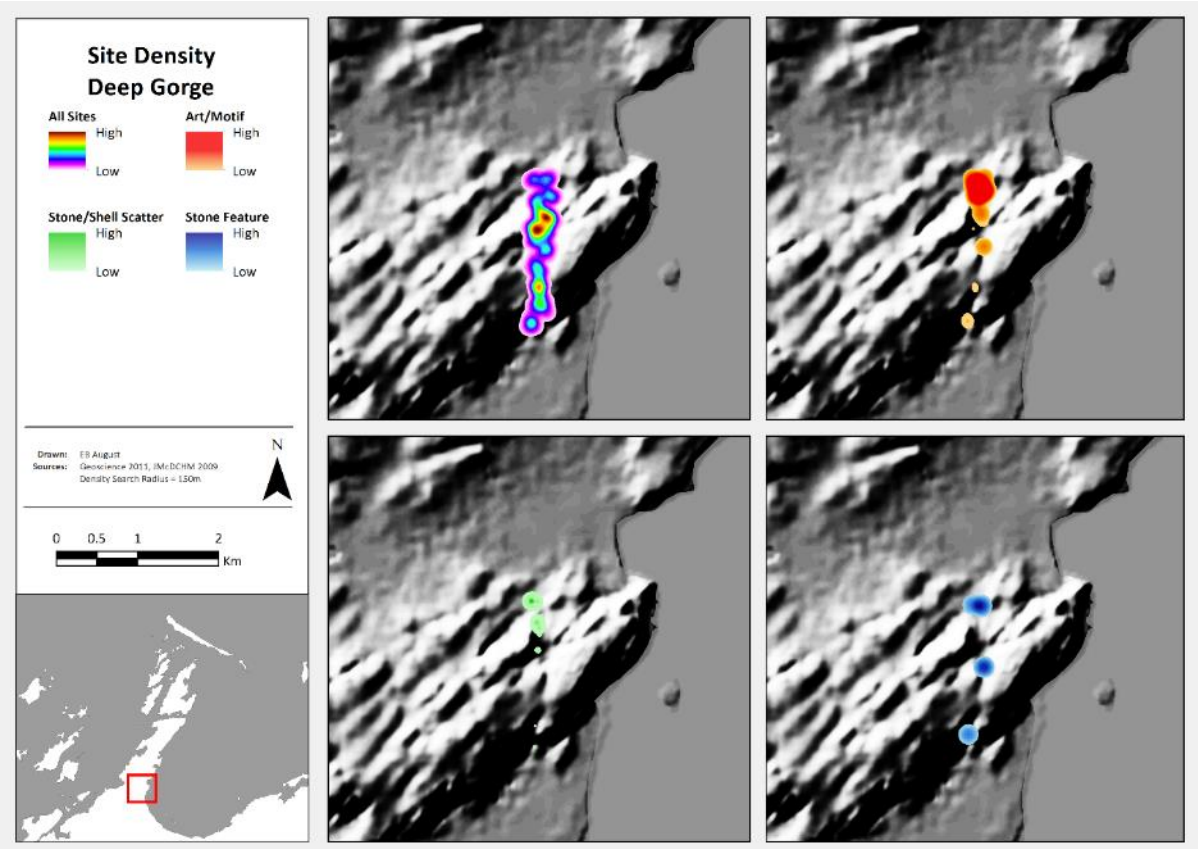 Site Density
Deep Gorge
All Sites
High
Low
Art/Motif
High
Low
Stone/Shell Scatter
High
Low
Stone Feature
High
Low
Drawn: EB August
Sources: Geoscience 2011, JMcDCHM 2009
Density Search Radius = 150m
N
0 0.5 1 2
Km